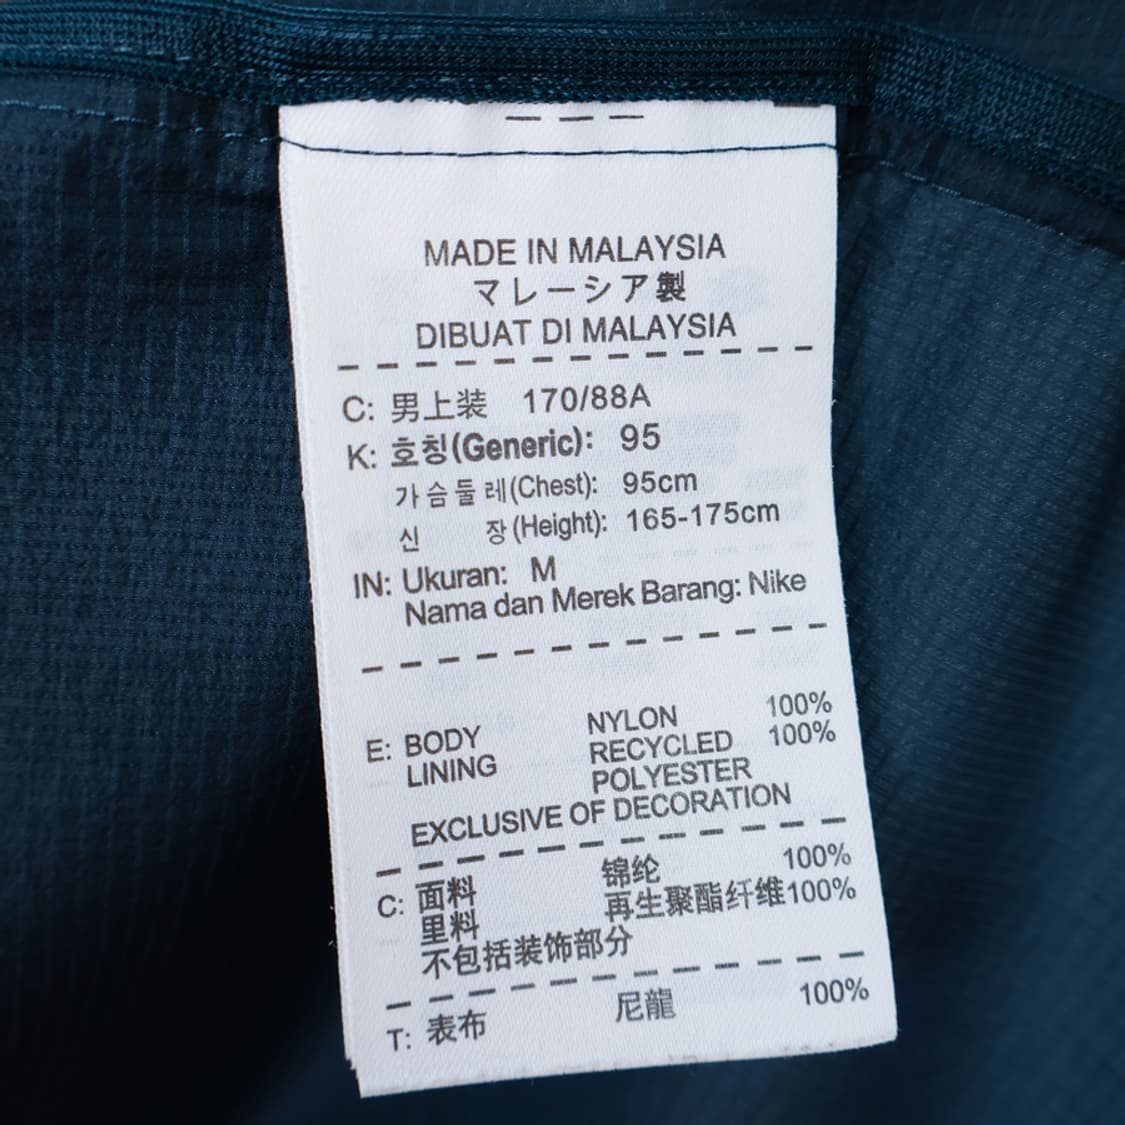 MADE IN MALAYSIA
マレーシア製
DIBUAT DI MALAYSIA
C: 男上装 170/88A
K: 호칭(Generic): 95
가슴둘레(Chest): 95cm
신 장(Height): 165-175cm
IN: Ukuran: M
Nama dan Merek Barang: Nike
E: BODY NYLON 100%
LINING RECYCLED 100%
POLYESTER
EXCLUSIVE OF DECORATION
C: 面料 锦纶 100%
里料 再生聚酯纤维100%
不包括装饰部分
T: 表布 尼龍 100%